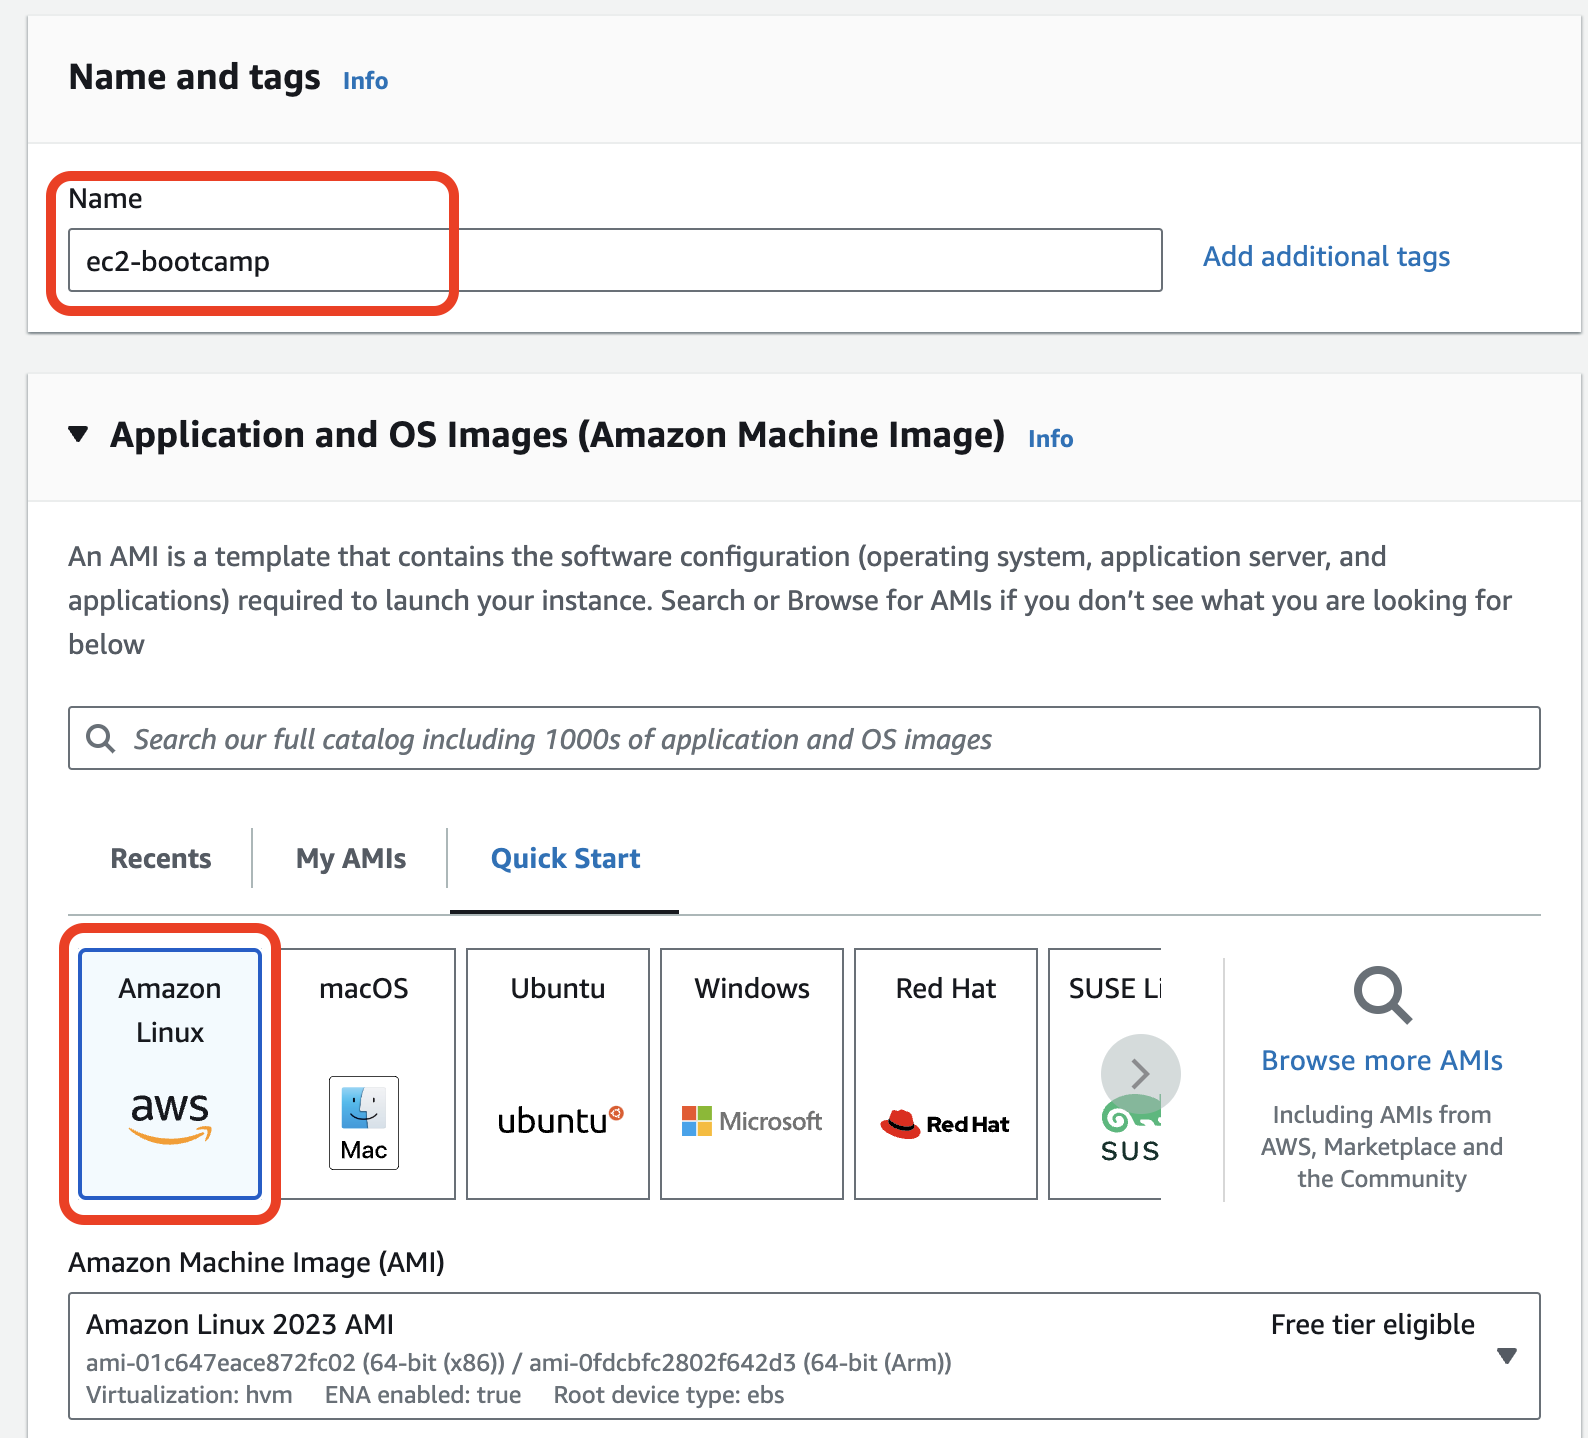 Name and tags Info
Name
ec2-bootcamp
Add additional tags
Application and OS Images (Amazon Machine Image) Info
An AMI is a template that contains the software configuration (operating system, application server, and
applications) required to launch your instance. Search or Browse for AMIs if you don’t see what you are looking for
below
Search our full catalog including 1000s of application and OS images
Recents
My AMIs
Quick Start
Amazon
Linux
aws
macOS
Mac
Ubuntu
ubuntu
Windows
Microsoft
Red Hat
Red Hat
SUSE Li
SUS
Browse more AMIs
Including AMIs from
AWS, Marketplace and
the Community
Amazon Machine Image (AMI)
Amazon Linux 2023 AMI
Free tier eligible
ami-01c647eace872fc02 (64-bit (x86)) / ami-0fdcbfc2802f642d3 (64-bit (Arm))
Virtualization: hvm ENA enabled: true Root device type: ebs